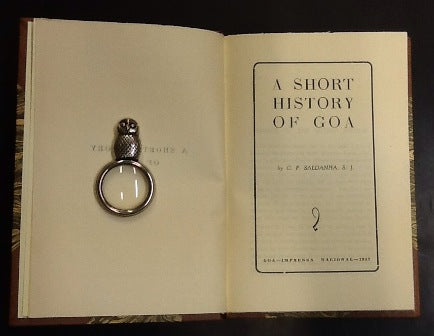 A SHORT
HISTORY
OF GOA
by C. F. SALDANHA, S. J.
GOA—IMPRENSA NACIONAL—1957